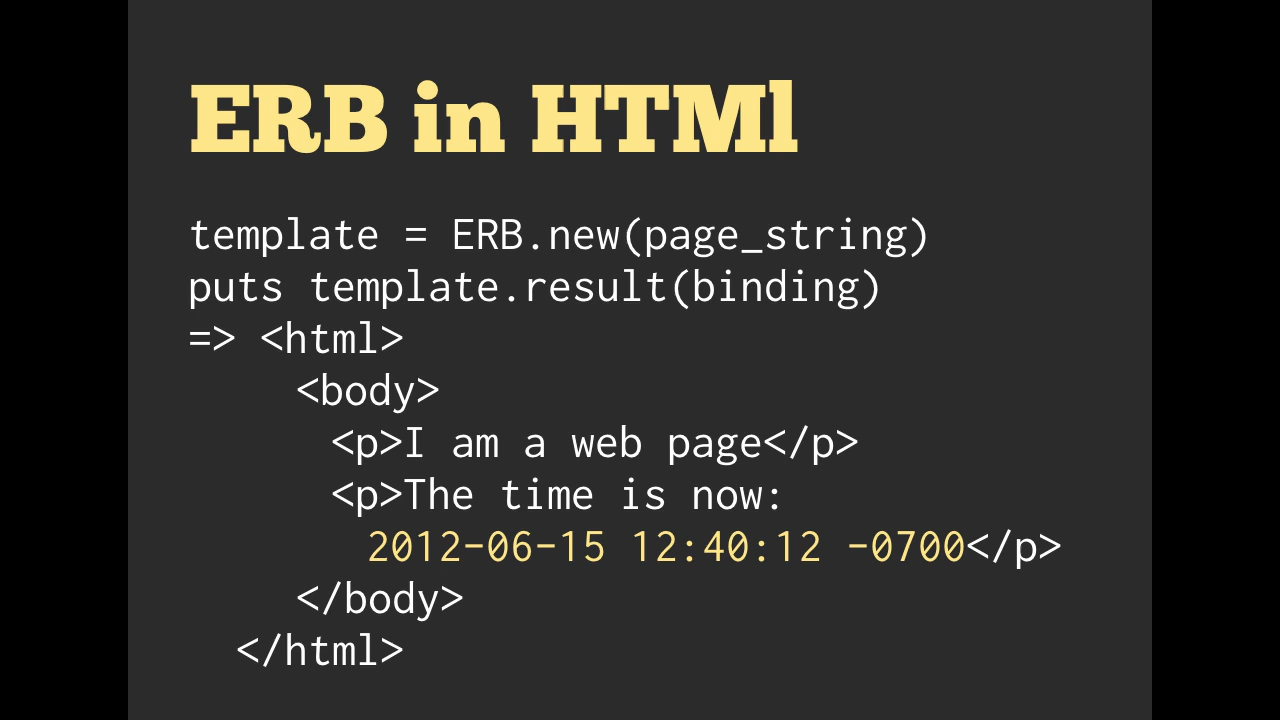 ERB in HTMl
template = ERB.new(page_string)
puts template.result(binding)
=> <html>
<body>
<p>I am a web page</p>
<p>The time is now:
2012-06-15 12:40:12 -0700</p>
</body>
</html>